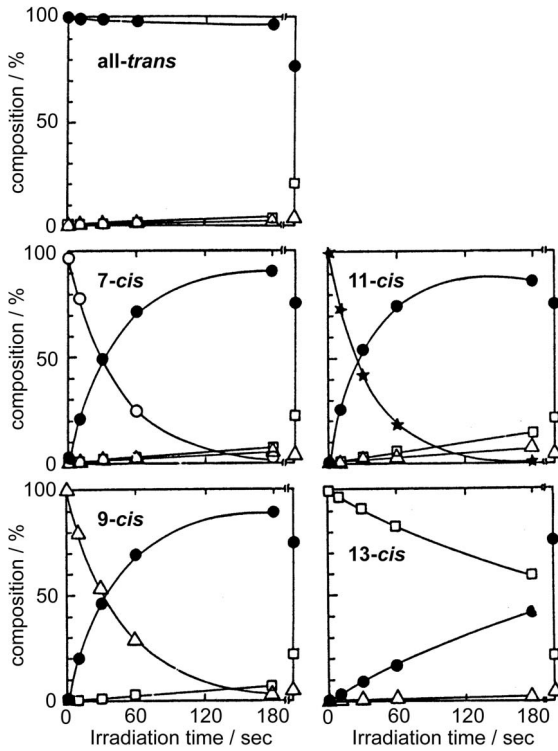 100
50
0
composition / %
all-trans
100
50
0
composition / %
7-cis
11-cis
100
50
0
composition / %
9-cis
13-cis
0 60 120 180
0 60 120 180
Irradiation time / sec
Irradiation time / sec